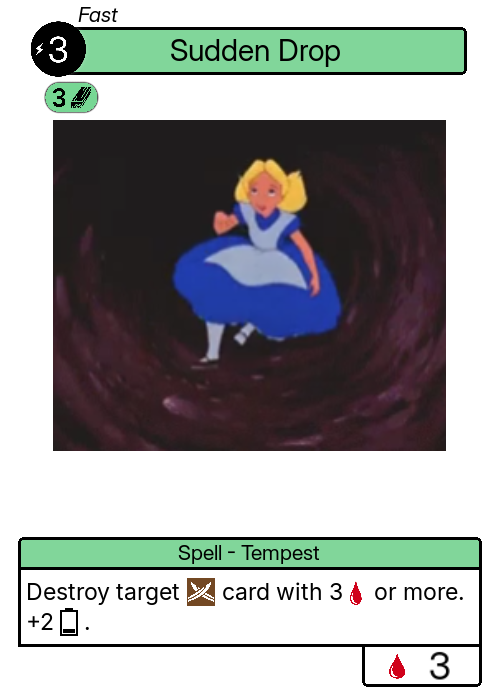 Fast
3
Sudden Drop
3
Spell - Tempest
Destroy target card with 3 or more.
+2 .
3